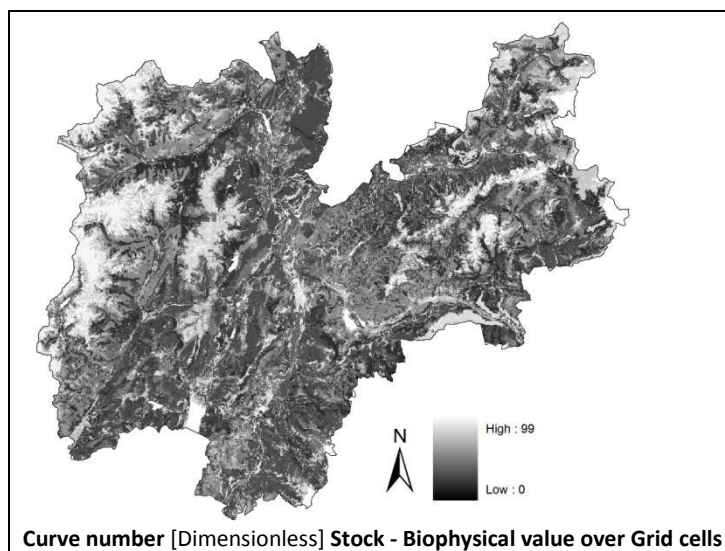 N
High : 99
Low : 0
Curve number [Dimensionless] Stock - Biophysical value over Grid cells